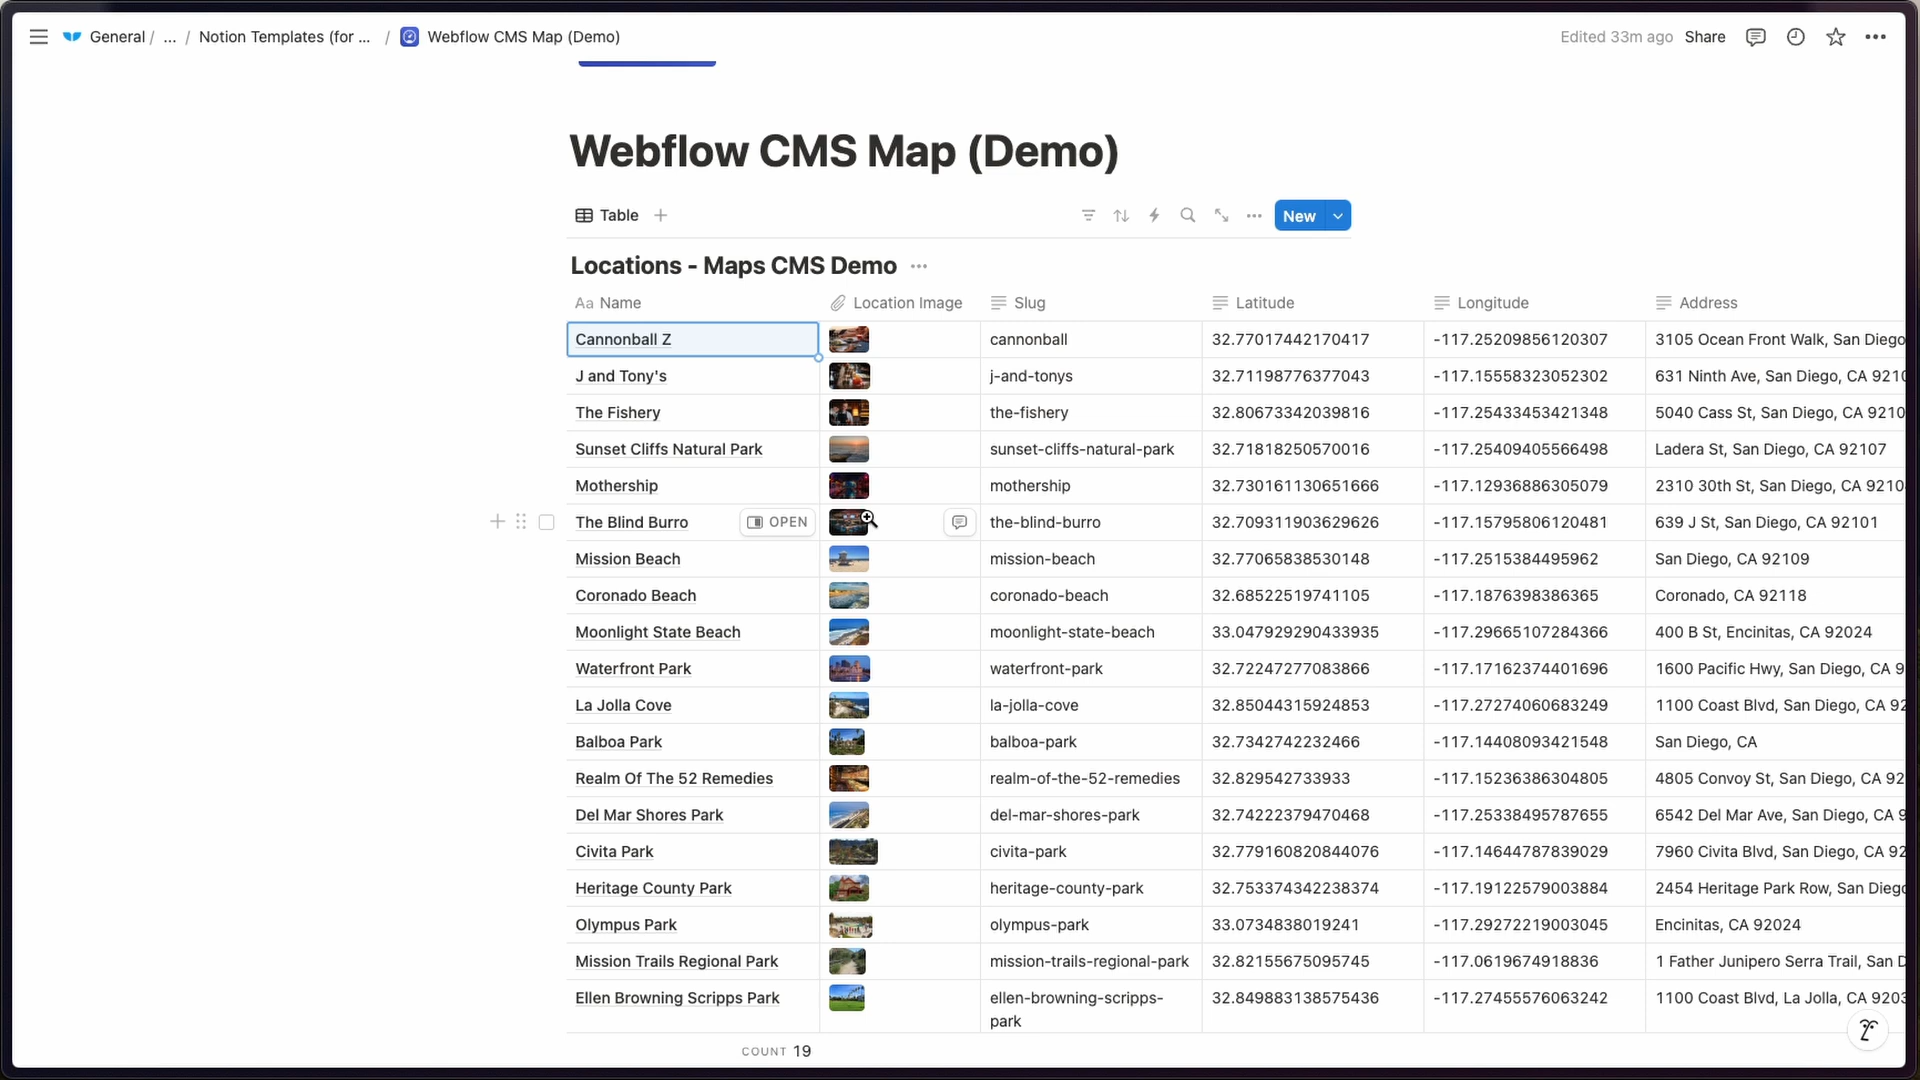 General / ... / Notion Templates (for ... / Webflow CMS Map (Demo) Edited 33m ago Share
Webflow CMS Map (Demo)
Table New
Locations - Maps CMS Demo
Aa Name Location Image Slug Latitude Longitude Address
Cannonball Z cannonball 32.77017442170417 -117.25209856120307 3105 Ocean Front Walk, San Diego
J and Tony's j-and-tonys 32.71198776377043 -117.15558323052302 631 Ninth Ave, San Diego, CA 9210
The Fishery the-fishery 32.80673342039816 -117.25433453421348 5040 Cass St, San Diego, CA 9210
Sunset Cliffs Natural Park sunset-cliffs-natural-park 32.71818250570016 -117.25409405566498 Ladera St, San Diego, CA 92107
Mothership mothership 32.730161130651666 -117.12936886305079 2310 30th St, San Diego, CA 9210
The Blind Burro OPEN the-blind-burro 32.709311903629626 -117.15795806120481 639 J St, San Diego, CA 92101
Mission Beach mission-beach 32.77065838530148 -117.2515384495962 San Diego, CA 92109
Coronado Beach coronado-beach 32.68522519741105 -117.1876398386365 Coronado, CA 92118
Moonlight State Beach moonlight-state-beach 33.047929290433935 -117.29665107284366 400 B St, Encinitas, CA 92024
Waterfront Park waterfront-park 32.72247277083866 -117.17162374401696 1600 Pacific Hwy, San Diego, CA 9
La Jolla Cove la-jolla-cove 32.85044315924853 -117.27274060683249 1100 Coast Blvd, San Diego, CA 92
Balboa Park balboa-park 32.7342742232466 -117.14408093421548 San Diego, CA
Realm Of The 52 Remedies realm-of-the-52-remedies 32.829542733933 -117.15236386304805 4805 Convoy St, San Diego, CA 92
Del Mar Shores Park del-mar-shores-park 32.74222379470468 -117.25338495787655 6542 Del Mar Ave, San Diego, CA 9
Civita Park civita-park 32.779160820844076 -117.14644787839029 7960 Civita Blvd, San Diego, CA 92
Heritage County Park heritage-county-park 32.753374342238374 -117.19122579003884 2454 Heritage Park Row, San Diego
Olympus Park olympus-park 33.0734838019241 -117.29272219003045 Encinitas, CA 92024
Mission Trails Regional Park mission-trails-regional-park 32.82155675095745 -117.0619674918836 1 Father Junipero Serra Trail, San D
Ellen Browning Scripps Park ellen-browning-scripps- 32.849883138575436 -117.27455576063242 1100 Coast Blvd, La Jolla, CA 9203
park
COUNT 19